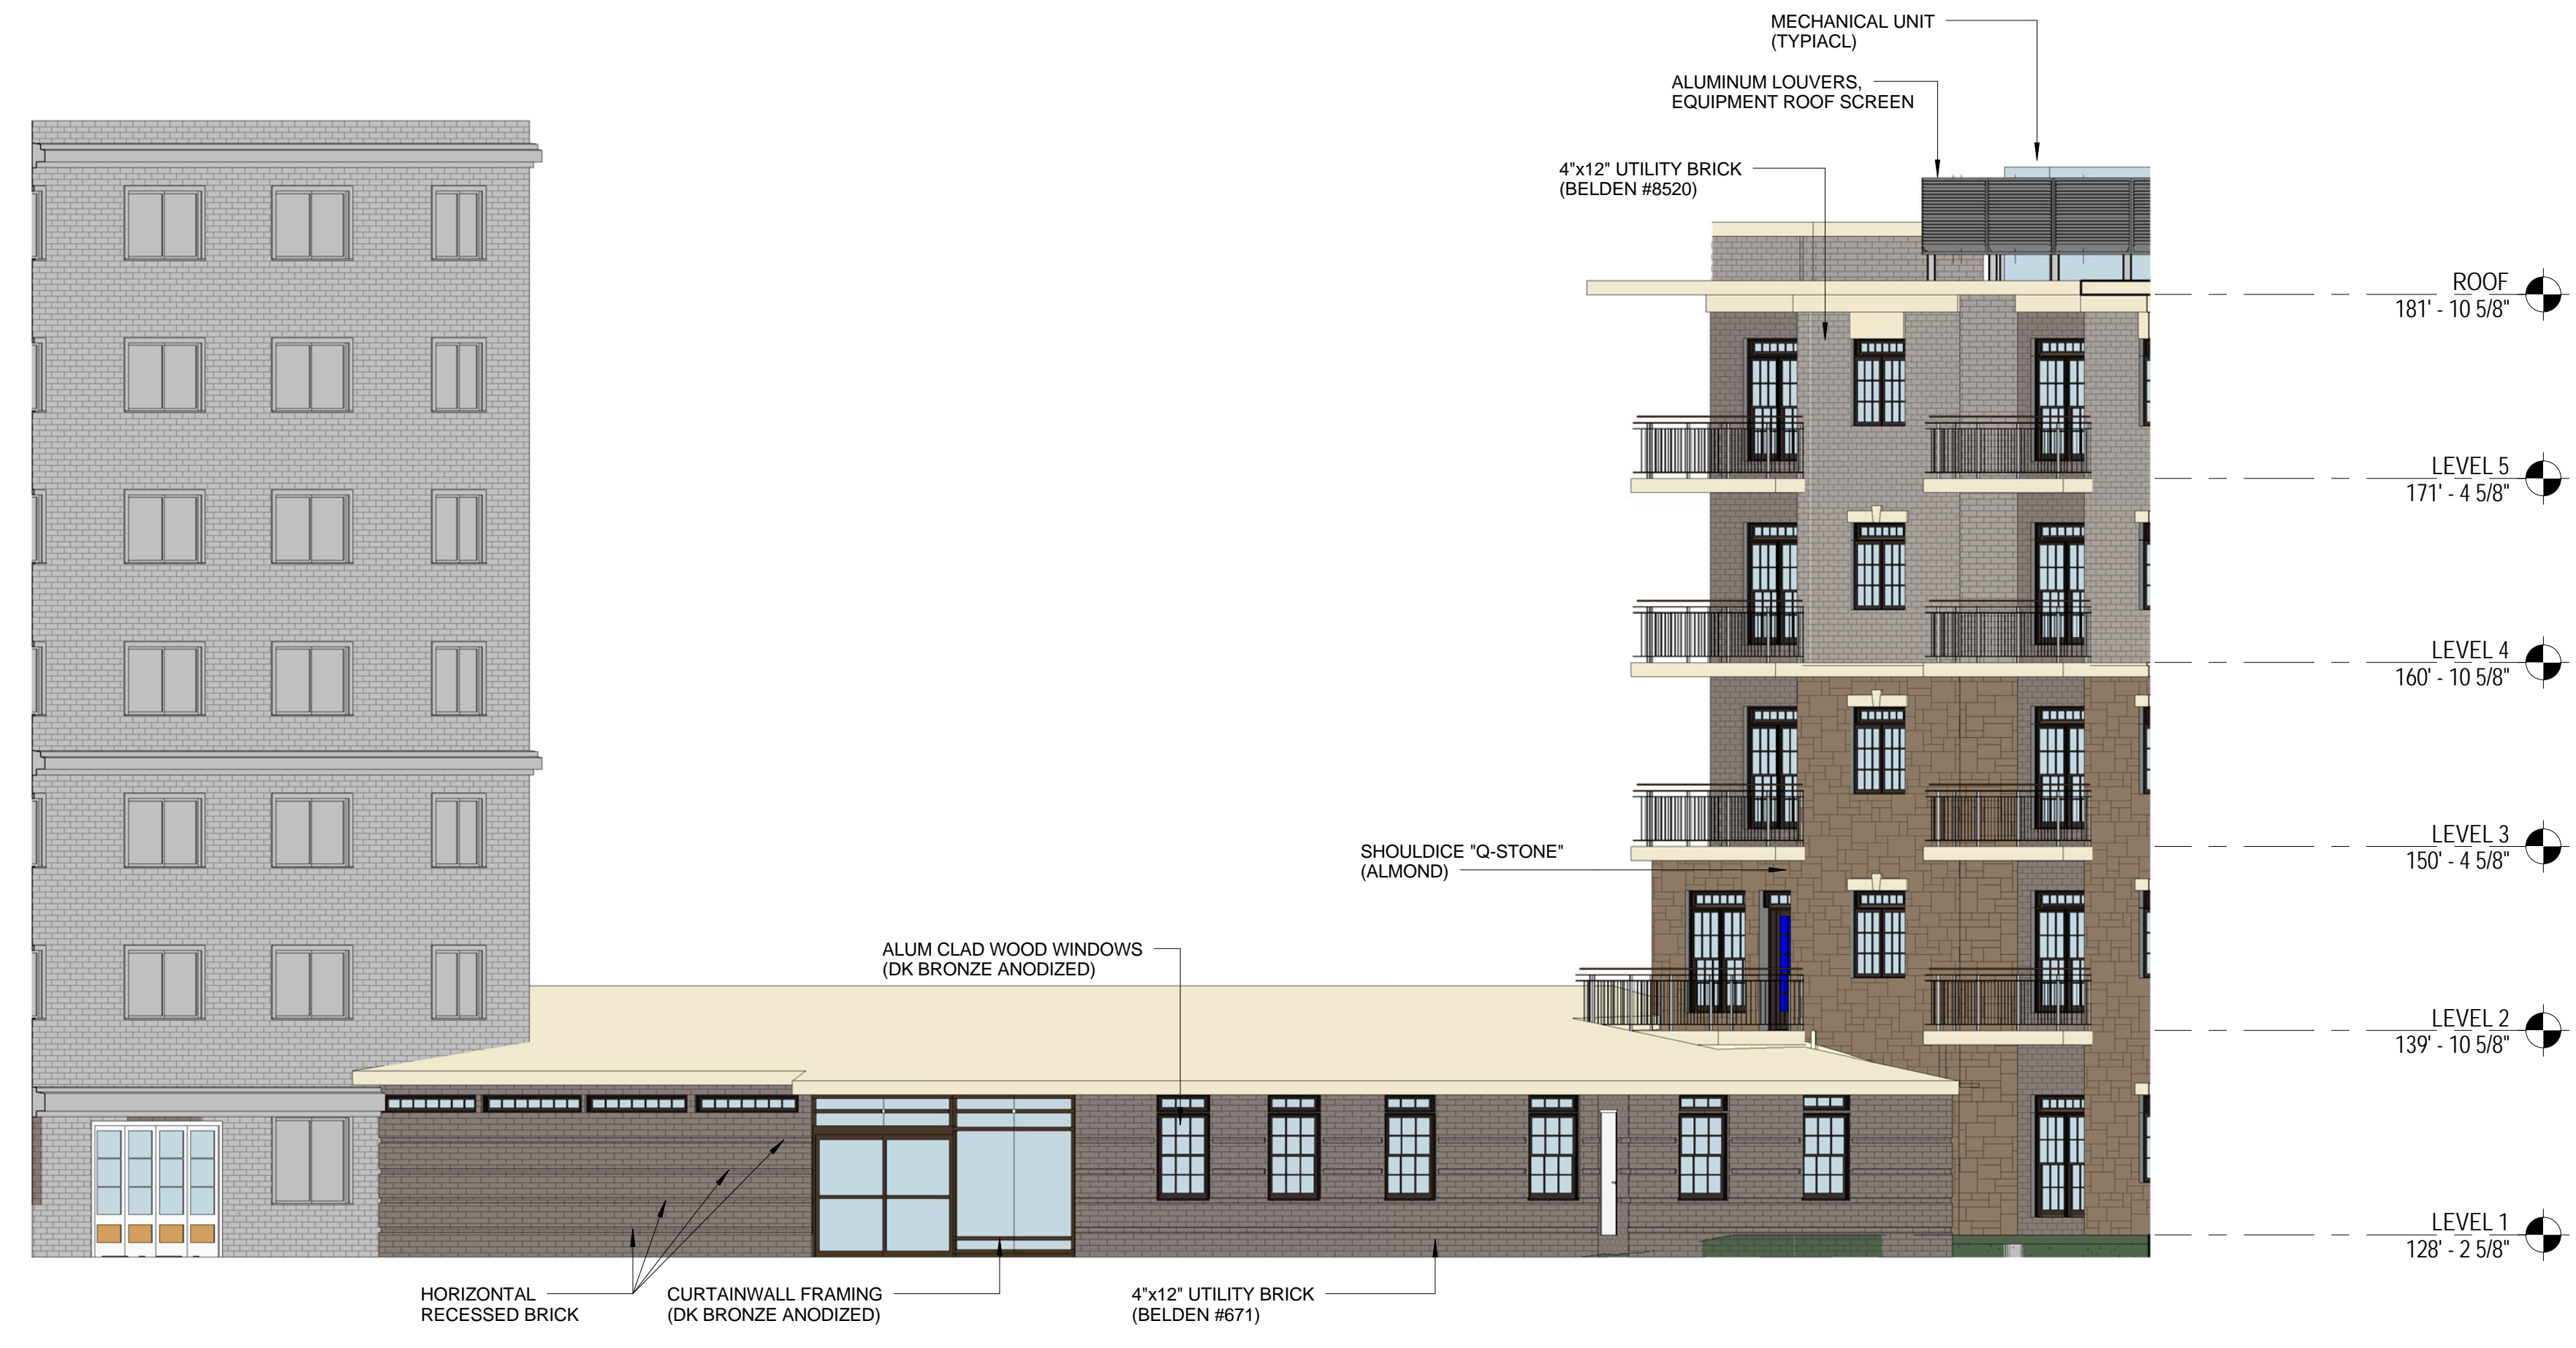 MECHANICAL UNIT
(TYPIACL)
ALUMINUM LOUVERS,
EQUIPMENT ROOF SCREEN
4"x12" UTILITY BRICK
(BELDEN #8520)
ROOF
181' - 10 5/8"
LEVEL 5
171' - 4 5/8"
LEVEL 4
160' - 10 5/8"
LEVEL 3
150' - 4 5/8"
SHOULDICE "Q-STONE"
(ALMOND)
ALUM CLAD WOOD WINDOWS
(DK BRONZE ANODIZED)
LEVEL 2
139' - 10 5/8"
LEVEL 1
128' - 2 5/8"
HORIZONTAL
RECESSED BRICK
CURTAINWALL FRAMING
(DK BRONZE ANODIZED)
4"x12" UTILITY BRICK
(BELDEN #671)